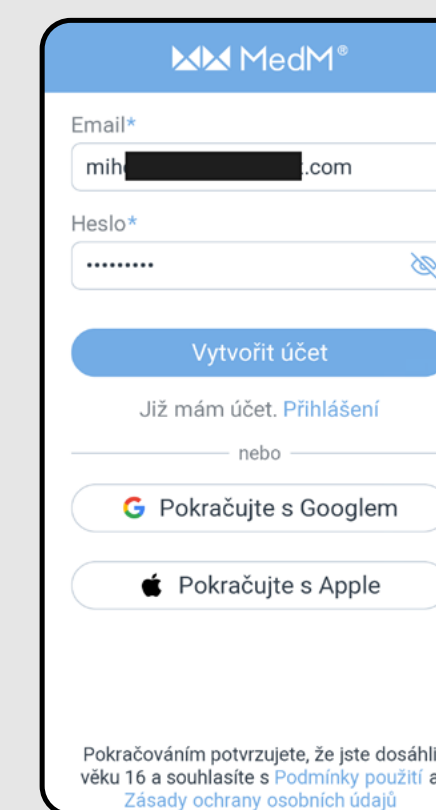 MedM®
Email*
mih .com
Heslo*
Vytvořit účet
Již mám účet. Přihlášení
nebo
Pokračujte s Googlem
Pokračujte s Apple
Pokračováním potvrzujete, že jste dosáhli
věku 16 a souhlasíte s Podmínky použití a
Zásady ochrany osobních údajů